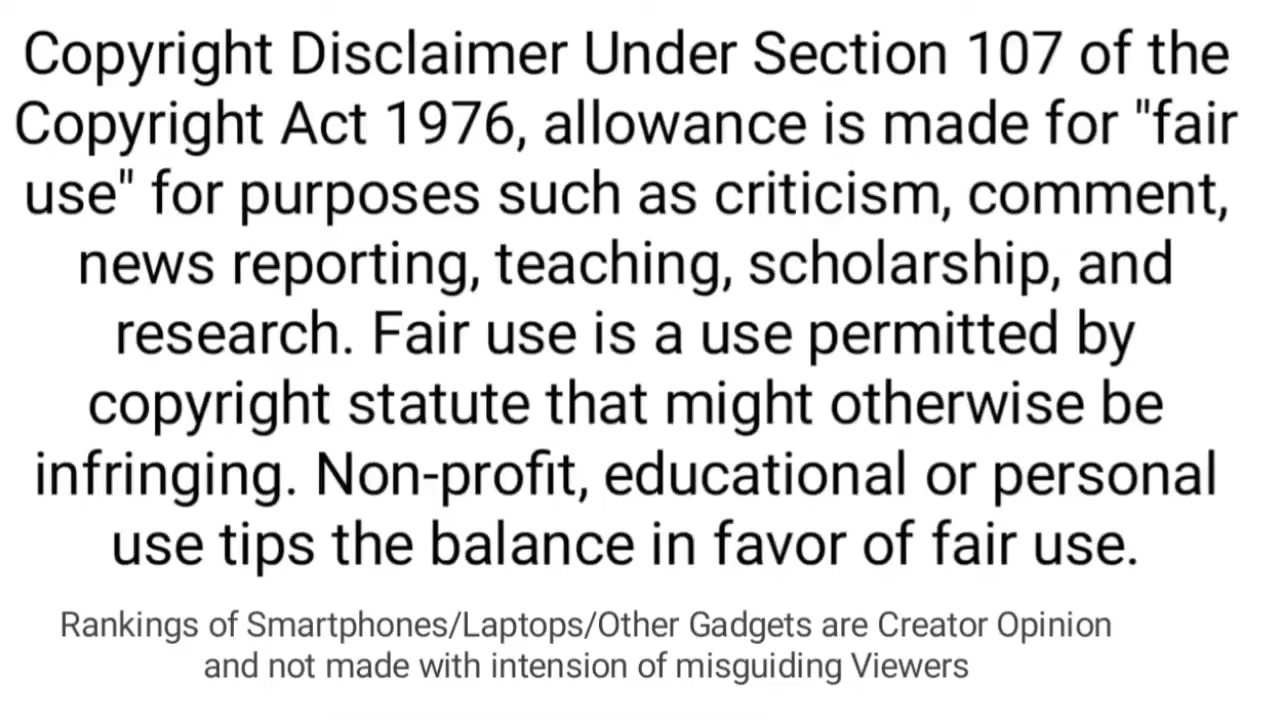 Copyright Disclaimer Under Section 107 of the
Copyright Act 1976, allowance is made for "fair
use" for purposes such as criticism, comment,
news reporting, teaching, scholarship, and
research. Fair use is a use permitted by
copyright statute that might otherwise be
infringing. Non-profit, educational or personal
use tips the balance in favor of fair use.
Rankings of Smartphones/Laptops/Other Gadgets are Creator Opinion
and not made with intension of misguiding Viewers